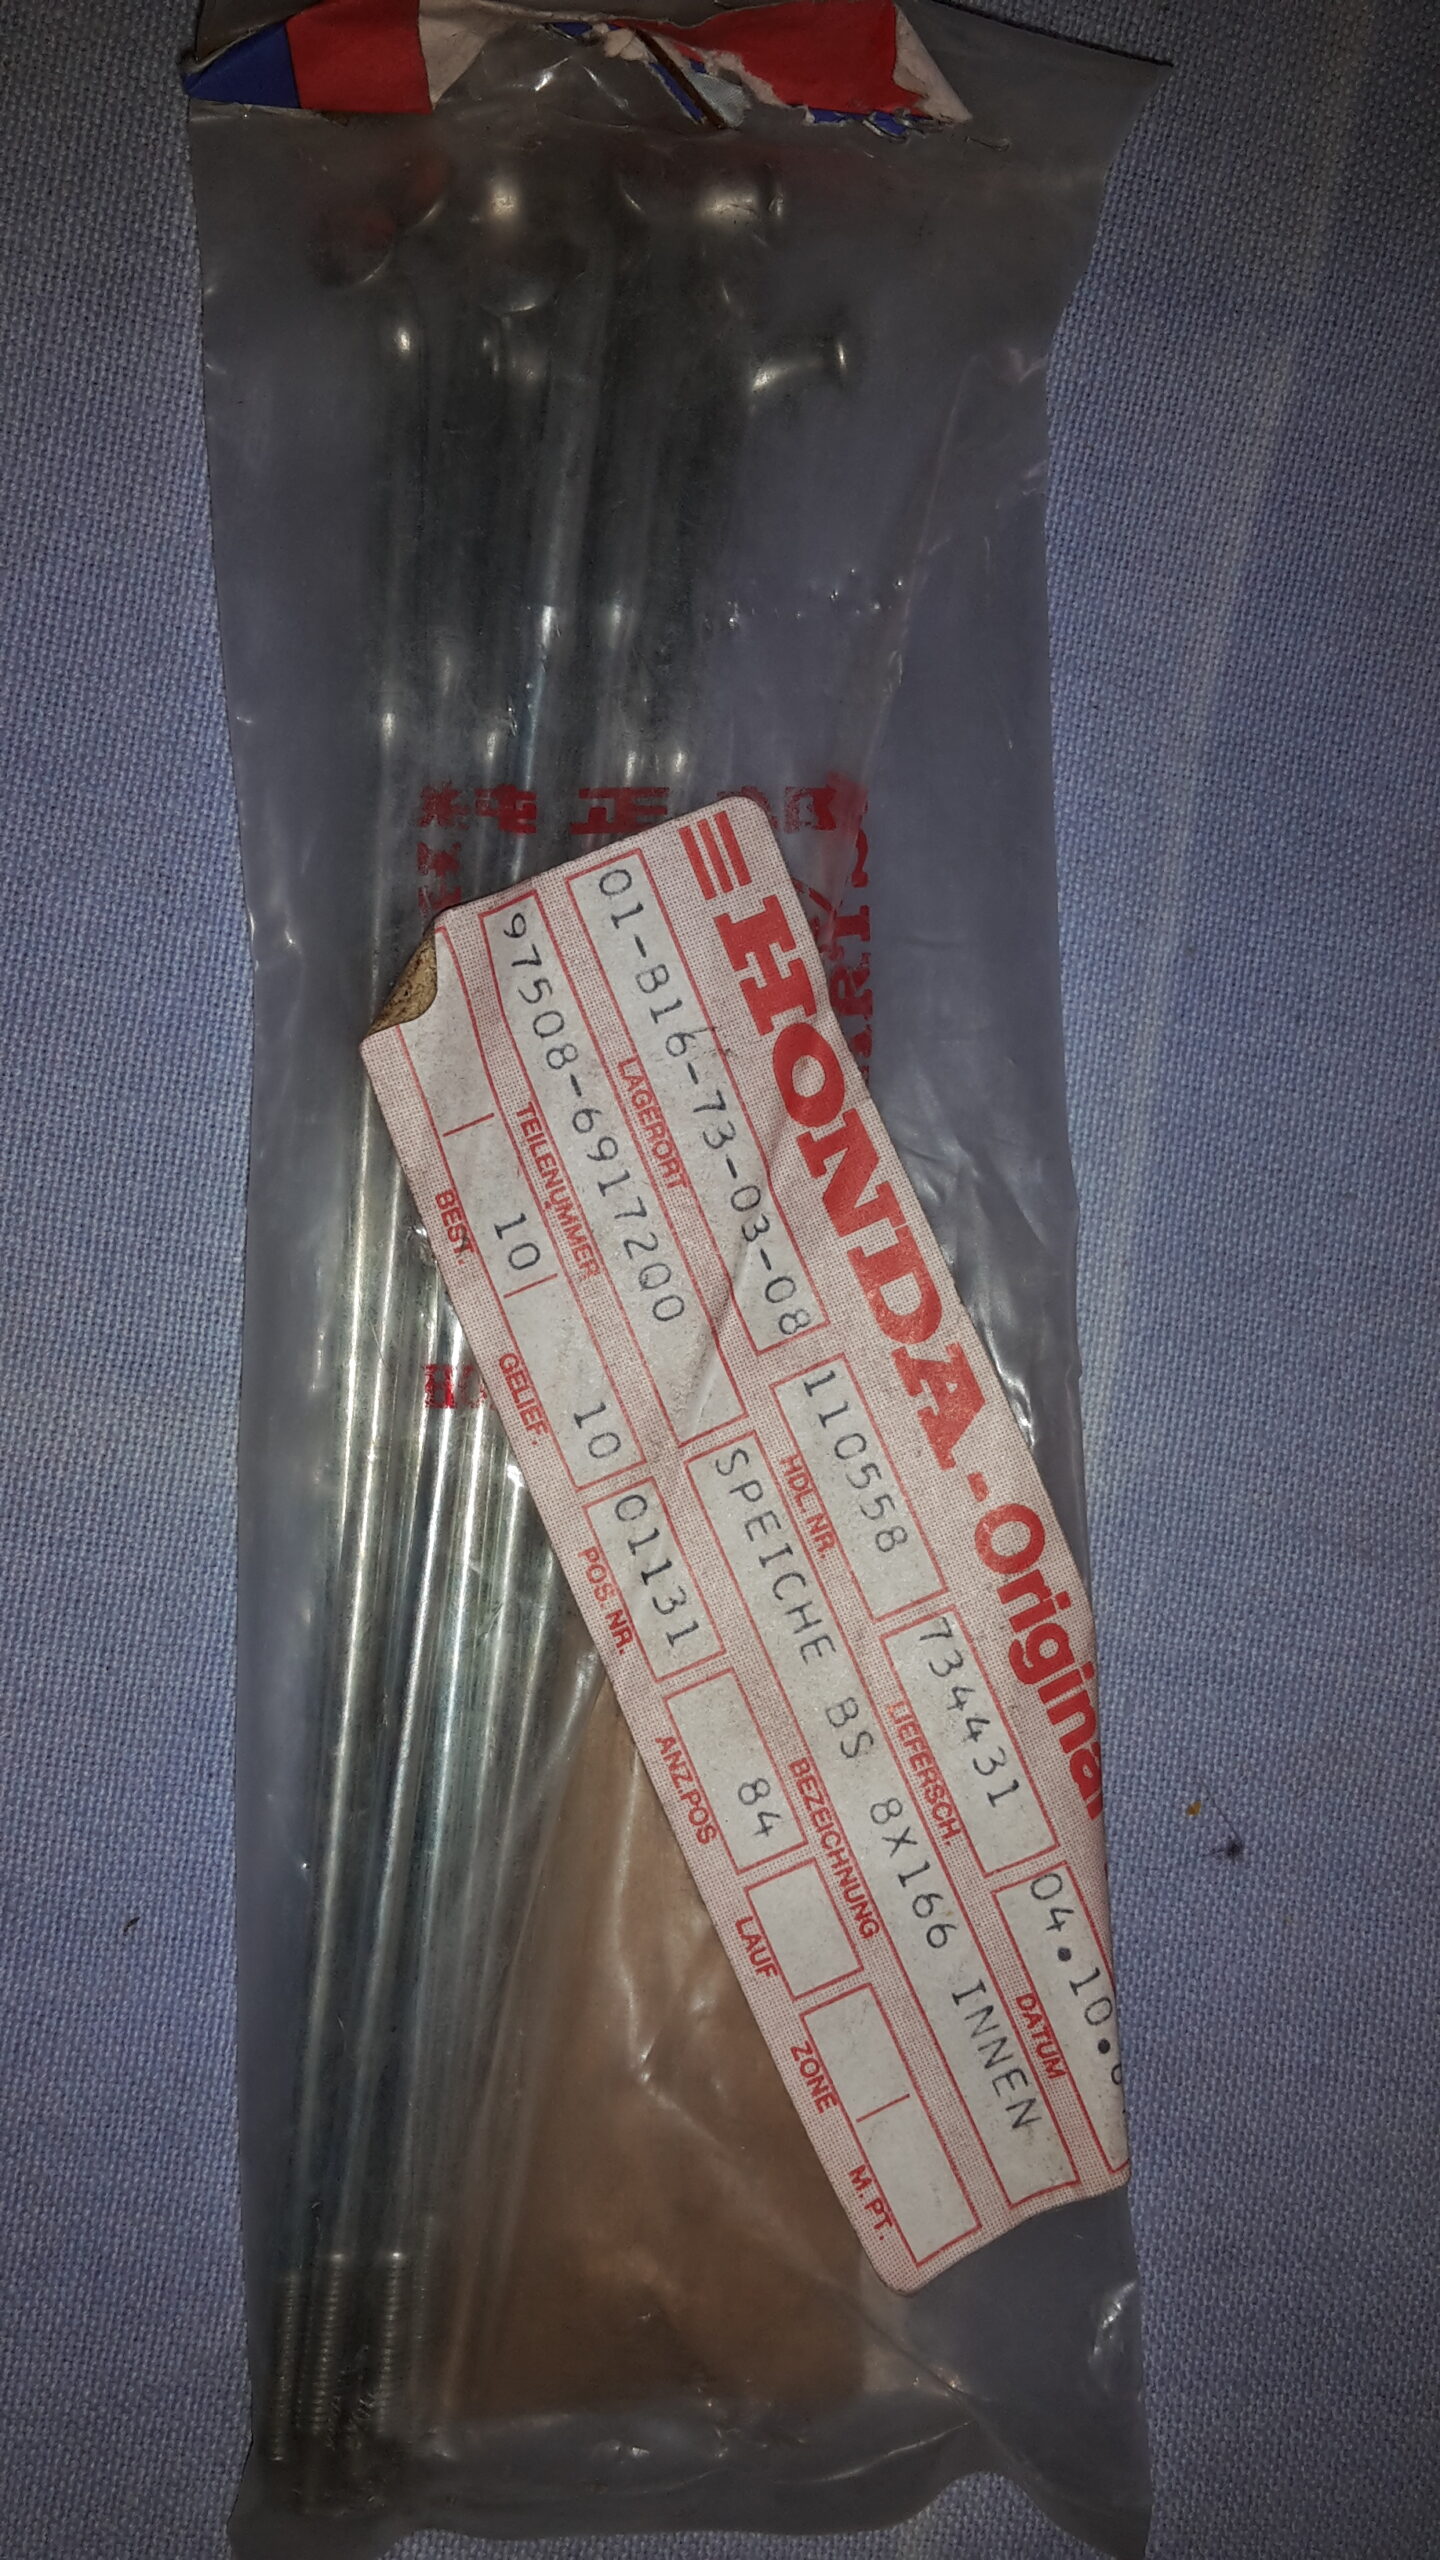 HONDA-Original
01-B16-73-03-08
110558
734431
04.10.
LAGERORT
HDL.NR.
LIEFERSCH.
DATUM
97508-6917200
SPEICHE BS 8X166 INNEN
TEILENUMMER
BEZEICHNUNG
10
10
01131
84
BEST.
GELIEF.
POS.NR.
ANZ.POS
LAUF
ZONE
M.PT.